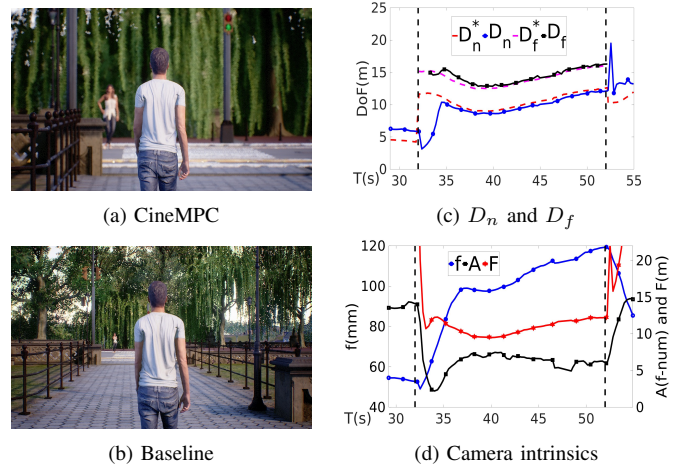 25
20
15
10
5
0
DoF(m)
D*n Dn D*f Df
T(s) 30 35 40 45 50 55
(a) CineMPC
(c) Dn and Df
120
100
80
60
40
f(mm)
f A F
20
15
10
5
0
A(f-num) and F(m)
T(s) 30 35 40 45 50
(b) Baseline
(d) Camera intrinsics